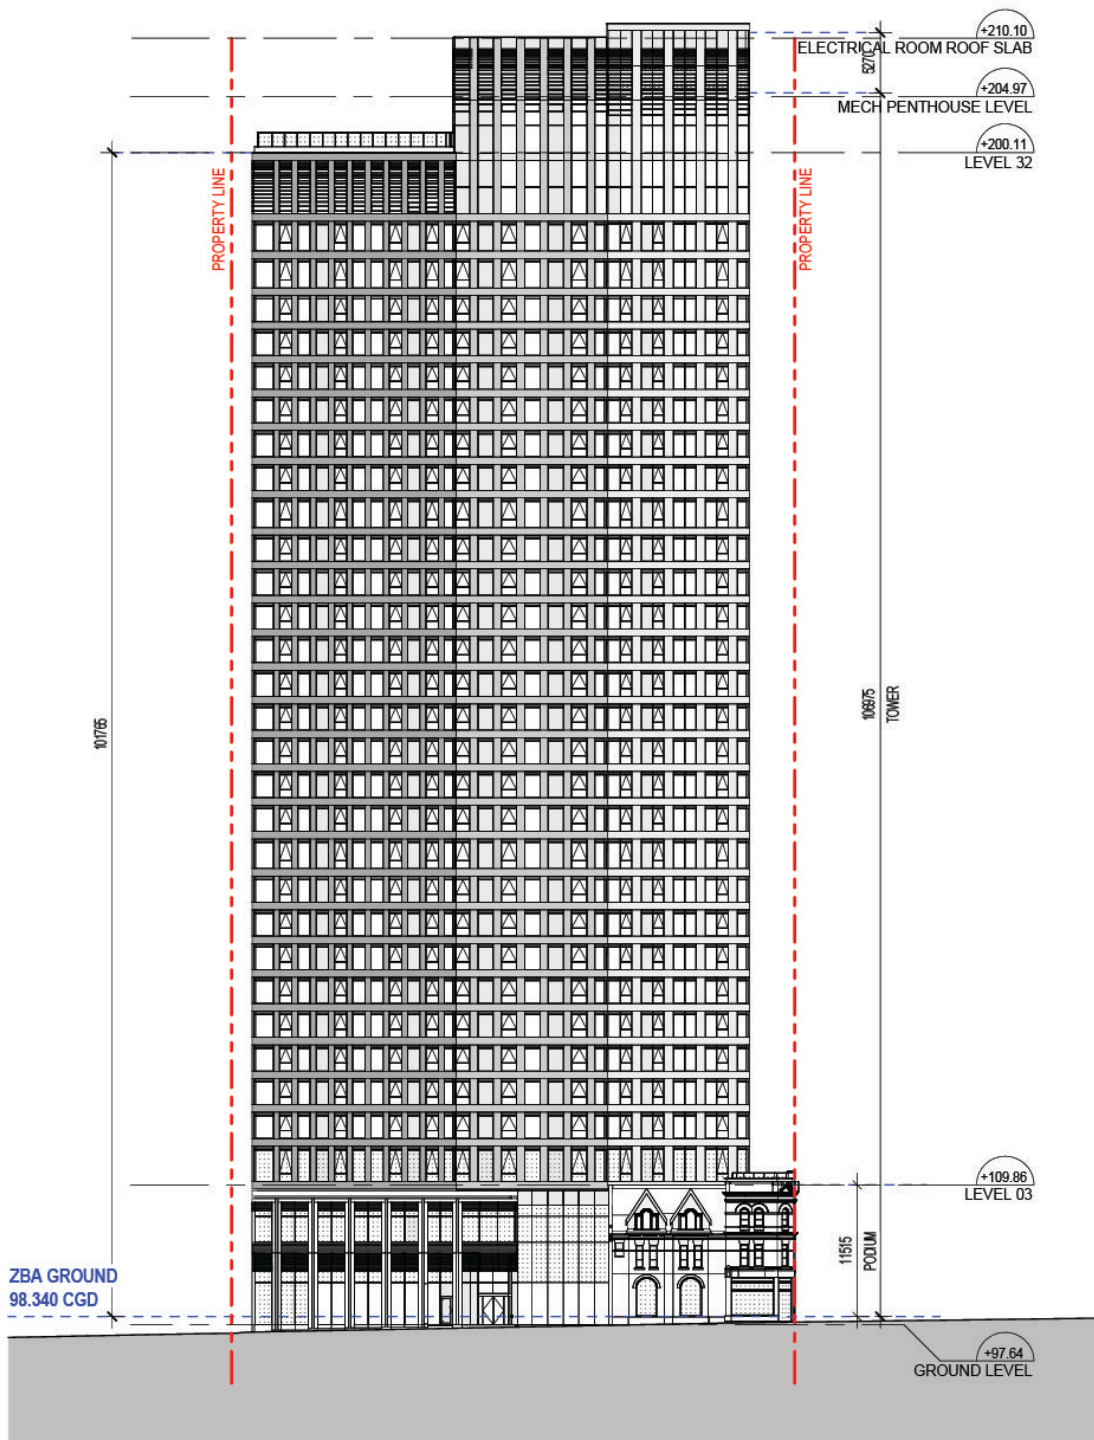 +210.10
ELECTRICAL ROOM ROOF SLAB
5270
+204.97
MECH PENTHOUSE LEVEL
+200.11
LEVEL 32
PROPERTY LINE
PROPERTY LINE
101765
106975
TOWER
+109.86
LEVEL 03
11515
PODIUM
ZBA GROUND
98.340 CGD
+97.64
GROUND LEVEL